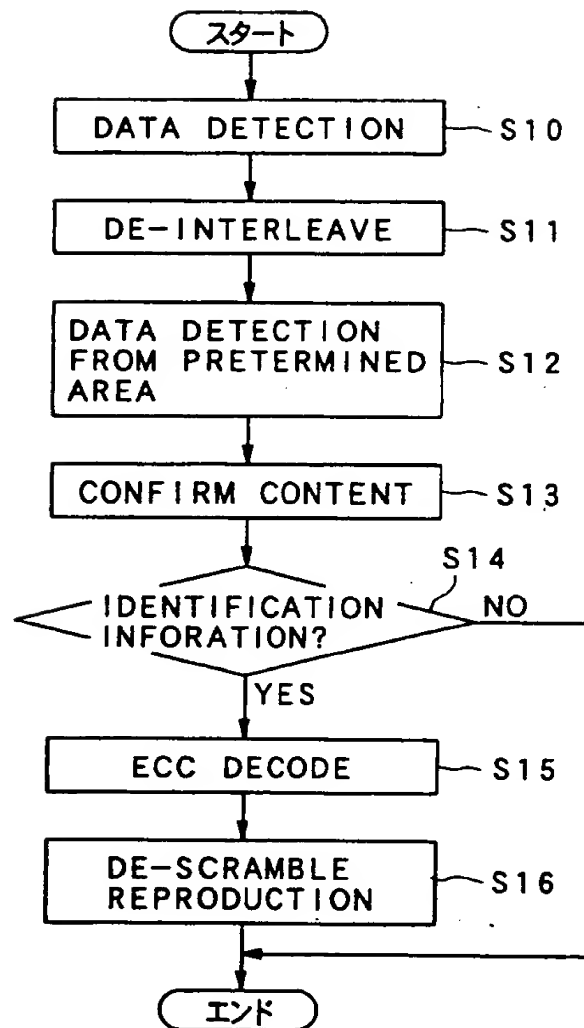 スタート
DATA DETECTION
S10
DE-INTERLEAVE
S11
DATA DETECTION
FROM PRETERMINED
AREA
S12
CONFIRM CONTENT
S13
S14
IDENTIFICATION
INFORATION?
NO
YES
ECC DECODE
S15
DE-SCRAMBLE
REPRODUCTION
S16
エンド